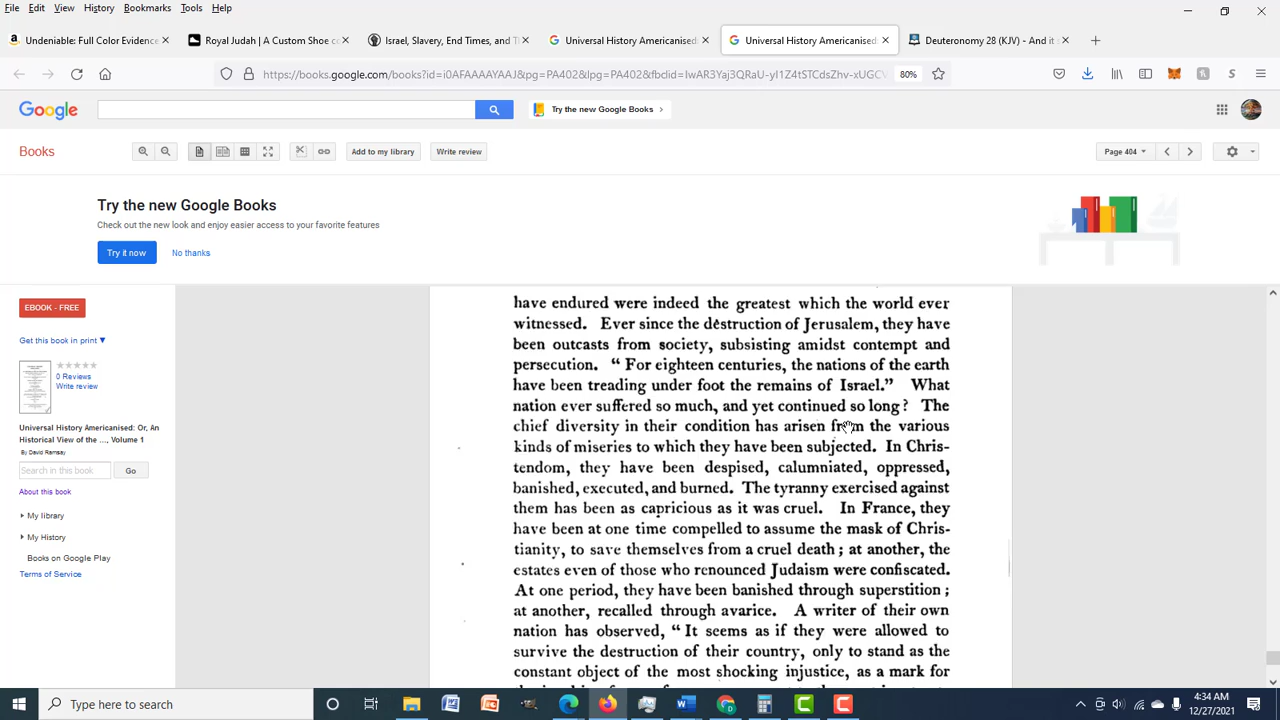 File Edit View History Bookmarks Tools Help
Undeniable: Full Color Evidence
Royal Judah | A Custom Shoe co
Israel, Slavery, End Times, and T
Universal History Americanised
Universal History Americanised:
Deuteronomy 28 (KJV) - And it
https://books.google.com/books?id=i0AFAAAAYAAJ&pg=PA402&lpg=PA402&fbclid=
80%
Google
Try the new Google Books >
Books
Add to my library
Write review
Page 404
Try the new Google Books
Check out the new look and enjoy easier access to your favorite features
Try it now
No thanks
EBOOK - FREE
Get this book in print
0 Reviews
Write review
Universal History Americanised: Or, An
Historical View of the ..., Volume 1
By David Ramsay
Search in this book
Go
About this book
My library
My History
Books on Google Play
Terms of Service
have endured were indeed the greatest which the world ever
witnessed. Ever since the destruction of Jerusalem, they have
been outcasts from society, subsisting amidst contempt and
persecution. “ For eighteen centuries, the nations of the earth
have been treading under foot the remains of Israel.” What
nation ever suffered so much, and yet continued so long? The
chief diversity in their condition has arisen from the various
kinds of miseries to which they have been subjected. In Chris-
tendom, they have been despised, calumniated, oppressed,
banished, executed, and burned. The tyranny exercised against
them has been as capricious as it was cruel. In France, they
have been at one time compelled to assume the mask of Chris-
tianity, to save themselves from a cruel death; at another, the
estates even of those who renounced Judaism were confiscated.
At one period, they have been banished through superstition;
at another, recalled through avarice. A writer of their own
nation has observed, “ It seems as if they were allowed to
survive the destruction of their country, only to stand as the
constant object of the most shocking injustice, as a mark for
Type here to search
4:34 AM
12/27/2021